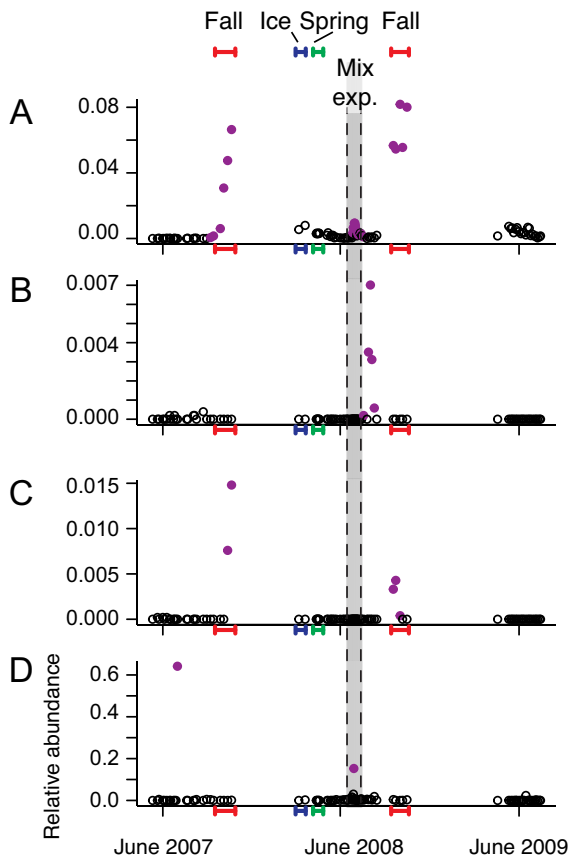 Fall Ice Spring Fall
Mix
exp.
A
0.08
0.04
0.00
B
0.007
0.004
0.000
C
0.015
0.010
0.005
0.000
D
0.6
0.4
0.2
0.0
Relative abundance
June 2007 June 2008 June 2009